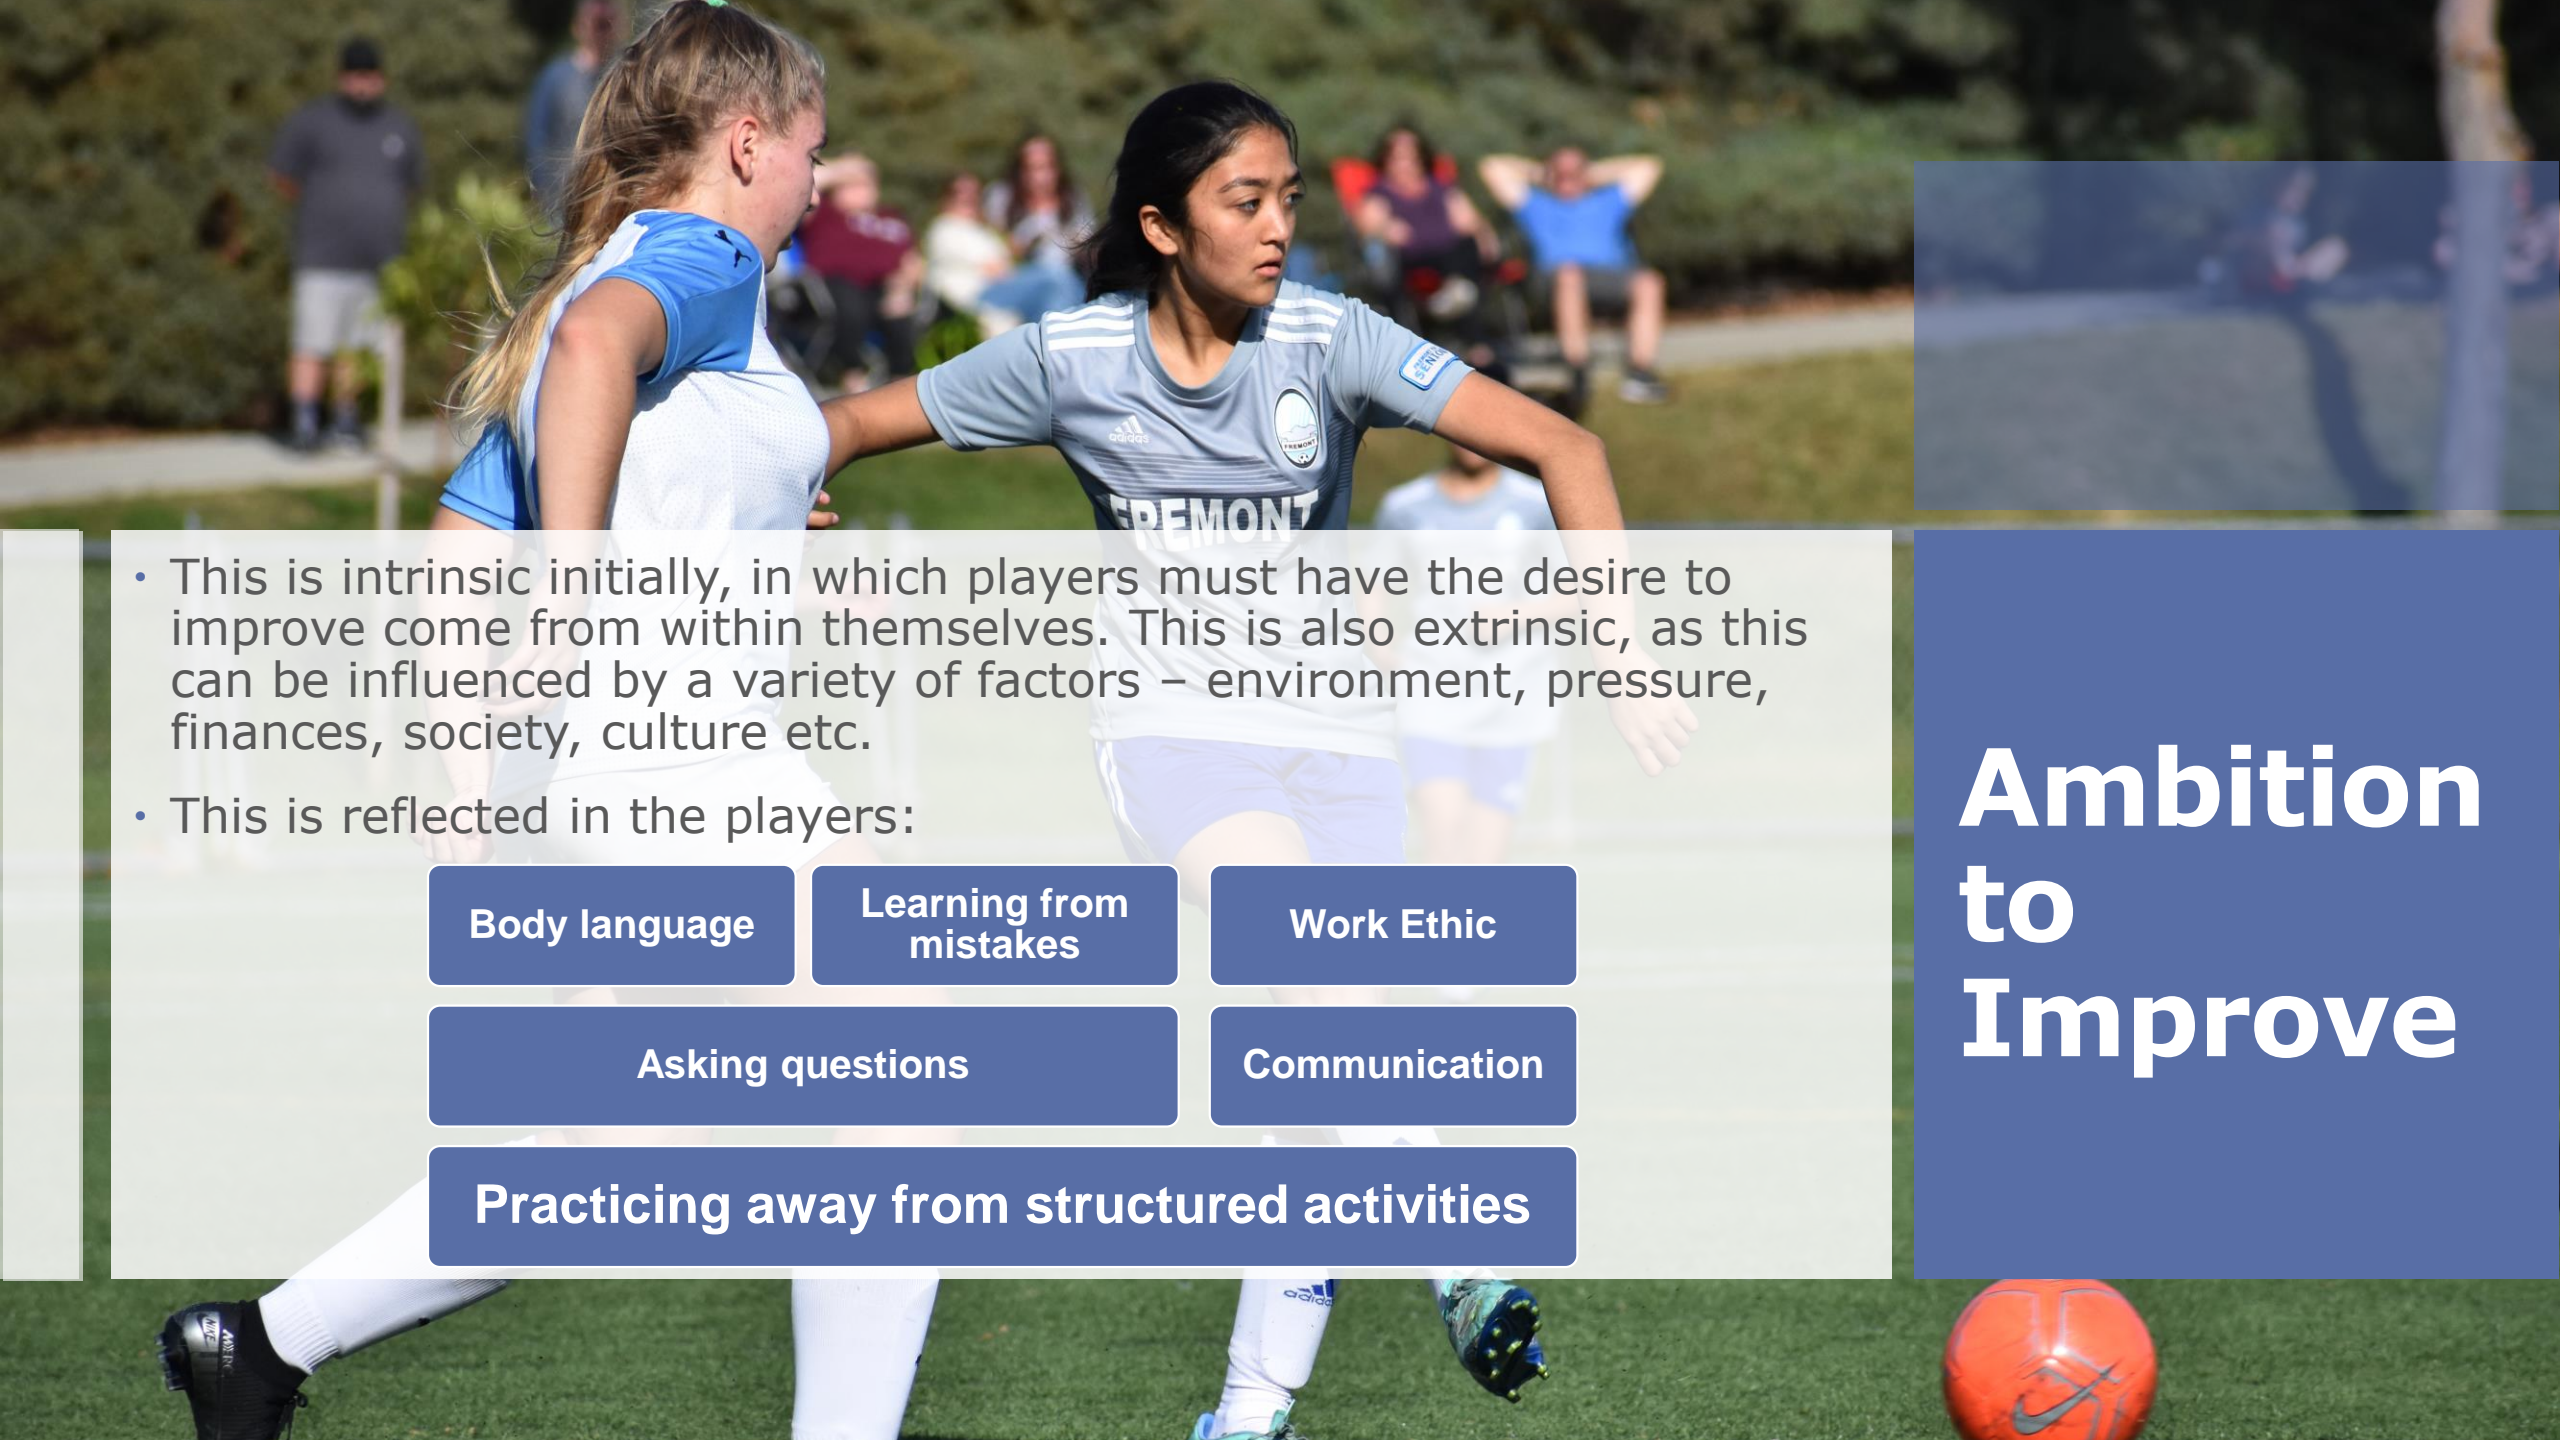 adidas
FREMONT
FREMONT
• This is intrinsic initially, in which players must have the desire to
improve come from within themselves. This is also extrinsic, as this
can be influenced by a variety of factors – environment, pressure,
finances, society, culture etc.
• This is reflected in the players:
Body language
Learning from
mistakes
Work Ethic
Asking questions
Communication
Practicing away from structured activities
Ambition
to
Improve
adidas
NIKE